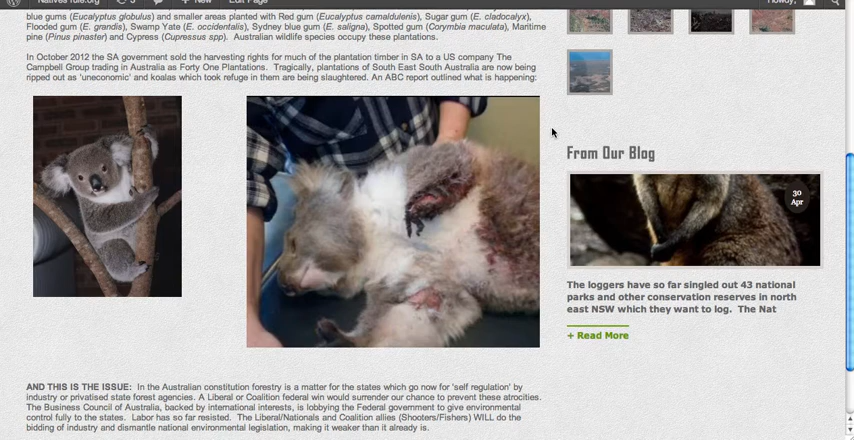 Nativesrule.org 3 + New Edit Page Howdy,
blue gums (Eucalyptus globulus) and smaller areas planted with Red gum (Eucalyptus camaldulenis), Sugar gum (E. cladocalyx),
Flooded gum (E. grandis), Swamp Yate (E. occidentalis), Sydney blue gum (E. saligna), Spotted gum (Corymbia maculata), Maritime
pine (Pinus pinaster) and Cypress (Cupressus spp). Australian wildlife species occupy these plantations.
In October 2012 the SA government sold the harvesting rights for much of the plantation timber in SA to a US company The
Campbell Group trading in Australia as Forty One Plantations. Tragically, plantations of South East South Australia are now being
ripped out as 'uneconomic' and koalas which took refuge in them are being slaughtered. An ABC report outlined what is happening:
AND THIS IS THE ISSUE: In the Australian constitution forestry is a matter for the states which go now for 'self regulation' by
industry or privatised state forest agencies. A Liberal or Coalition federal win would surrender our chance to prevent these atrocities.
The Business Council of Australia, backed by international interests, is lobbying the Federal government to give environmental
control fully to the states. Labor has so far resisted. The Liberal/Nationals and Coalition allies (Shooters/Fishers) WILL do the
bidding of industry and dismantle national environmental legislation, making it weaker than it already is.
From Our Blog
30
Apr
The loggers have so far singled out 43 national
parks and other conservation reserves in north
east NSW which they want to log. The Nat
+ Read More